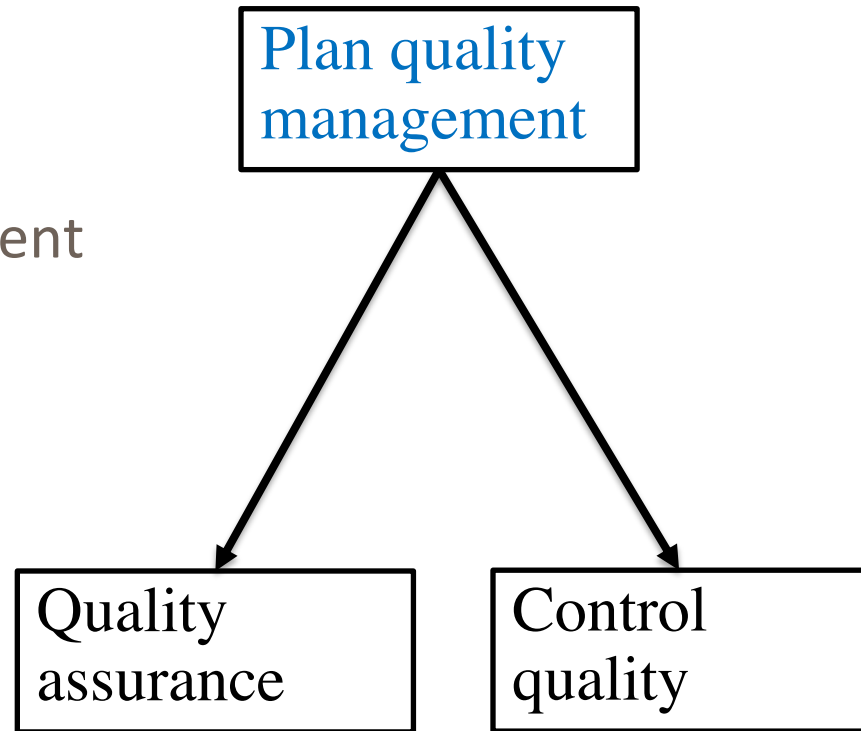 Plan quality
management
ent
Quality
assurance
Control
quality